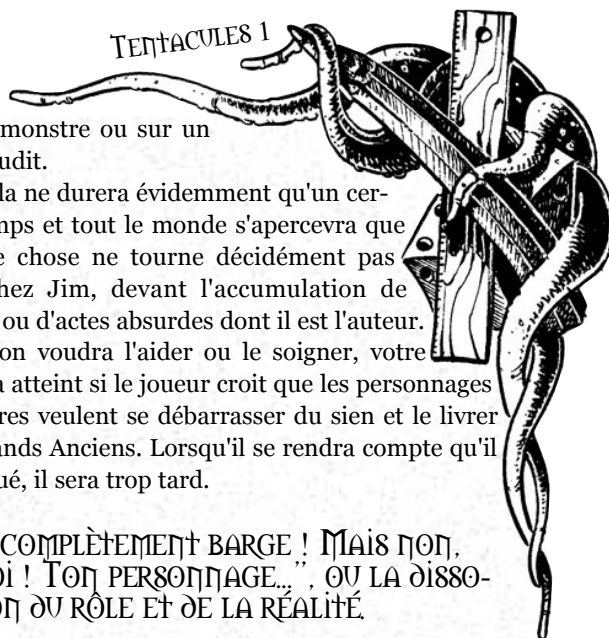 TENTACULES 1
monstre ou sur un
udit.
la ne durera évidemment qu'un cer-
mps et tout le monde s'apercevra que
e chose ne tourne décidément pas
hez Jim, devant l'accumulation de
ou d'actes absurdes dont il est l'auteur.
on voudra l'aider ou le soigner, votre
a atteint si le joueur croit que les personnages
res veulent se débarrasser du sien et le livrer
ands Anciens. Lorsqu'il se rendra compte qu'il
ué, il sera trop tard.
COMPLÈTEMENT BARGE ! MAIS NON,
OI ! TON PERSONNAGE...", OU LA DISSO-
ON DU RÔLE ET DE LA RÉALITÉ.